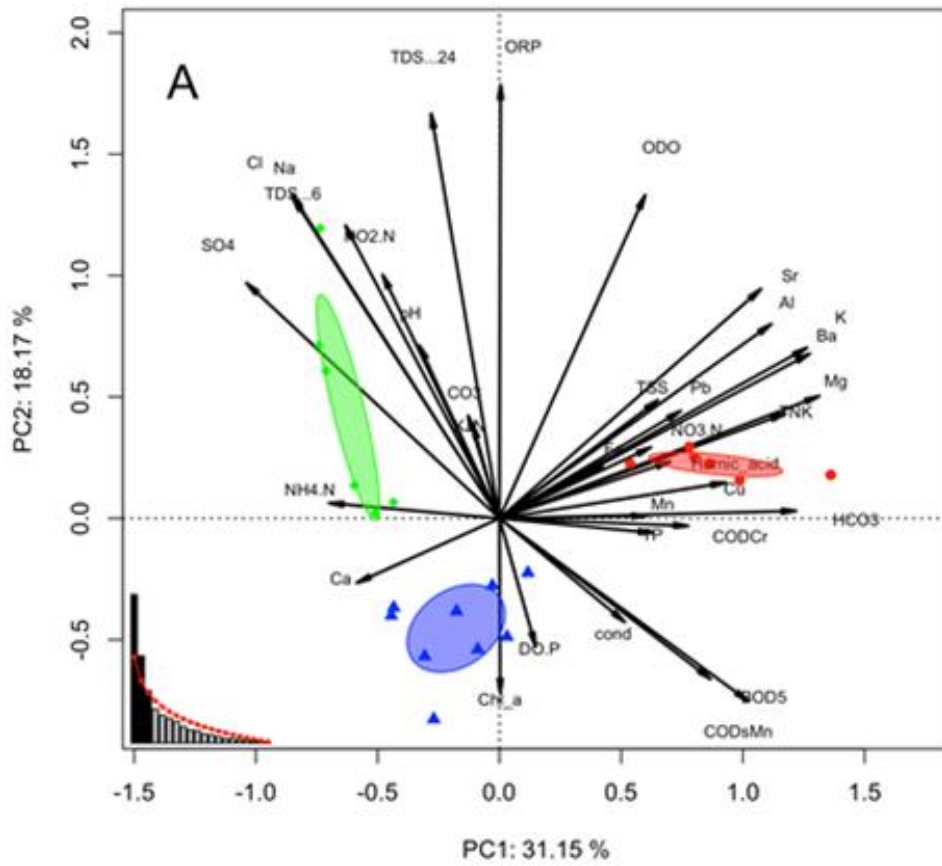 A
TDS...24
ORP
ODO
Cl
Na
TDS...6
SO4
NO2.N
pH
CO3
Sr
Al
K
Ba
Mg
TSS
Pb
TNK
NO3.N
Humic_acid
Cu
NH4.N
Mn
HCO3
TP
CODCr
Ca
cond
DO.P
Chl_a
BOD5
CODsMn
2.0
1.5
1.0
0.5
0.0
-0.5
PC2: 18.17 %
-1.5
-1.0
-0.5
0.0
0.5
1.0
1.5
PC1: 31.15 %